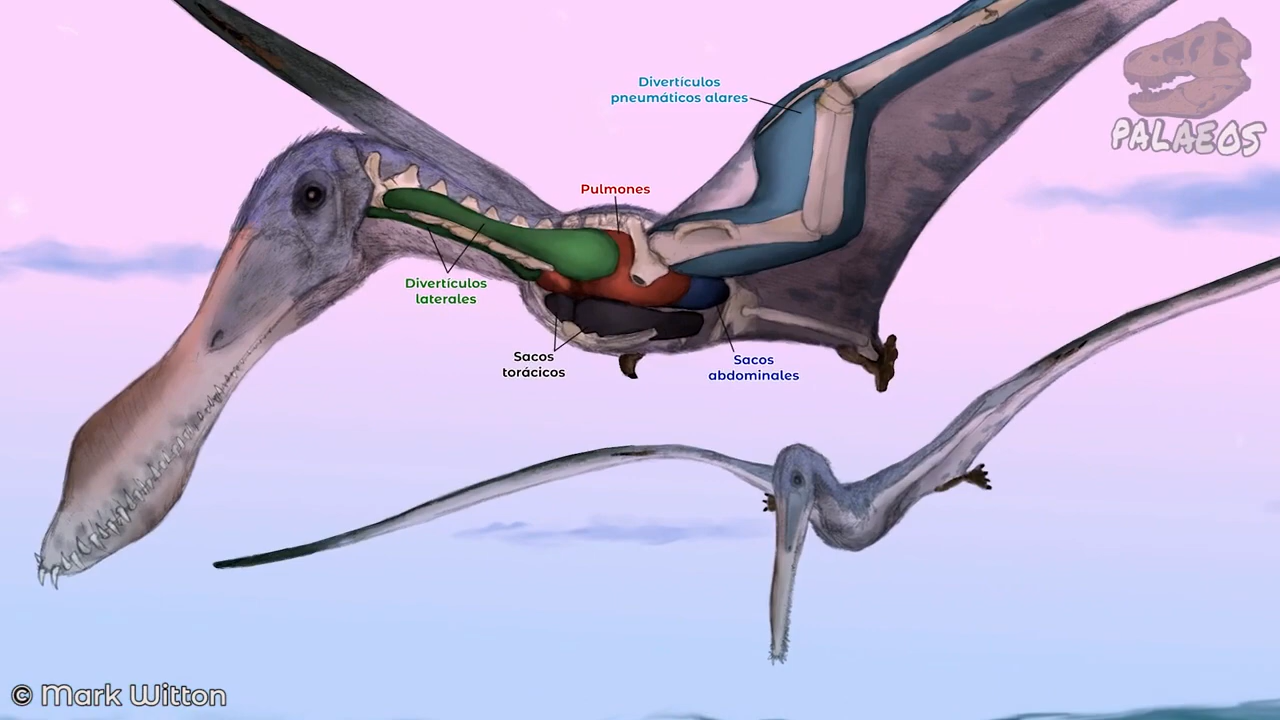 Divertículos
pneumáticos alares
PALAEOS
Pulmones
Divertículos
laterales
Sacos
torácicos
Sacos
abdominales
© Mark Witton